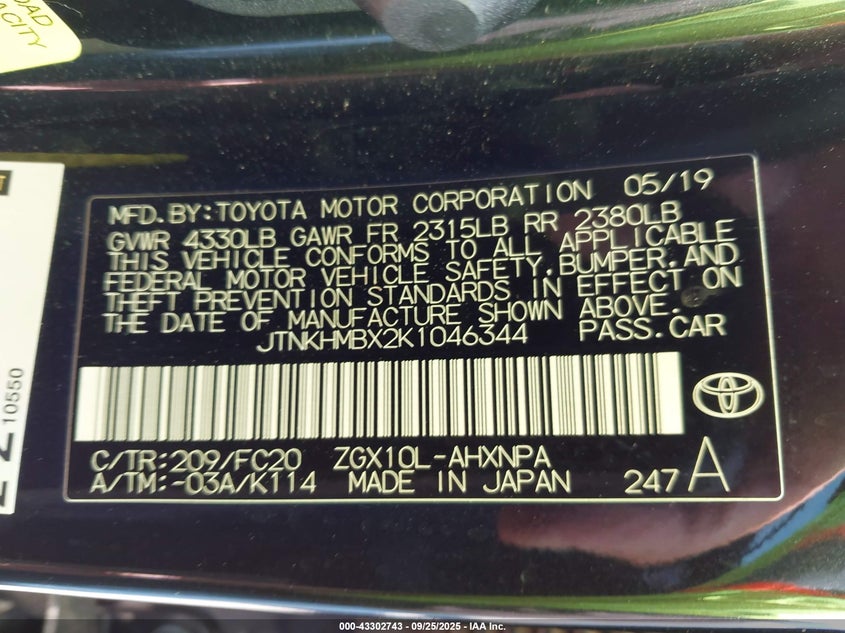 OAD
ACITY
MFD. BY: TOYOTA MOTOR CORPORATION 05/19
GVWR 4330LB GAWR FR 2315LB RR 2380LB
THIS VEHICLE CONFORMS TO ALL APPLICABLE
FEDERAL MOTOR VEHICLE SAFETY, BUMPER, AND
THEFT PREVENTION STANDARDS IN EFFECT ON
THE DATE OF MANUFACTURE SHOWN ABOVE.
JTNKHMBX2K1046344 PASS. CAR
C/TR: 209/FC20 ZGX10L-AHXNPA
A/TM: -03A/K114 MADE IN JAPAN 247 A
10550
000-43302743 / 09/25/2025 - IAA Inc.